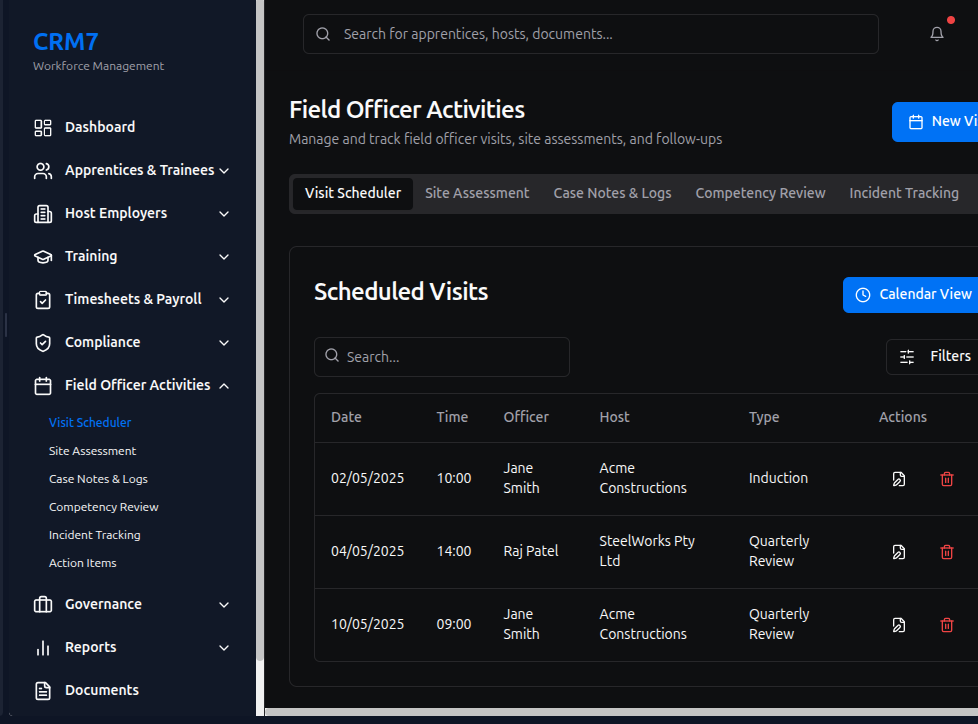 CRM7
Workforce Management
Dashboard
Apprentices & Trainees
Host Employers
Training
Timesheets & Payroll
Compliance
Field Officer Activities
Visit Scheduler
Site Assessment
Case Notes & Logs
Competency Review
Incident Tracking
Action Items
Governance
Reports
Documents
Search for apprentices, hosts, documents...
Field Officer Activities
Manage and track field officer visits, site assessments, and follow-ups
New Vi
Visit Scheduler Site Assessment Case Notes & Logs Competency Review Incident Tracking
Scheduled Visits
Calendar View
Search...
Filters
Date Time Officer Host Type Actions
02/05/2025 10:00 Jane Smith Acme Constructions Induction
04/05/2025 14:00 Raj Patel SteelWorks Pty Ltd Quarterly Review
10/05/2025 09:00 Jane Smith Acme Constructions Quarterly Review